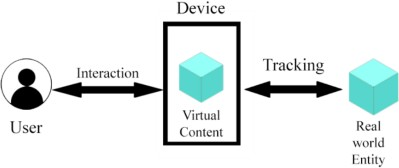 Device
Interaction
Tracking
User
Virtual
Content
Real
world
Entity